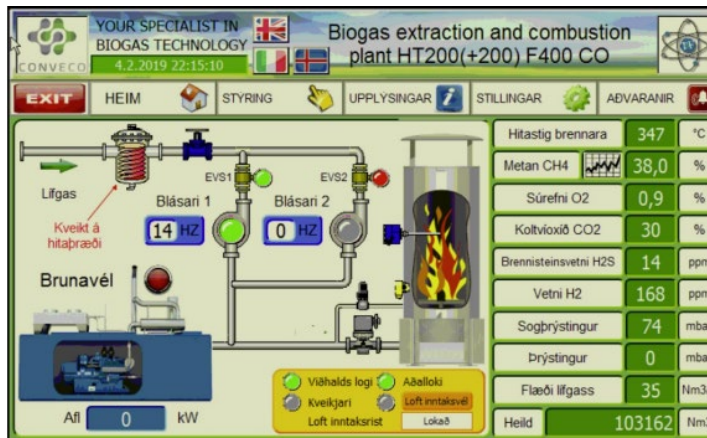 CONVECO
YOUR SPECIALIST IN
BIOGAS TECHNOLOGY
4.2.2019 22:15:10
Biogas extraction and combustion
plant HT200(+200) F400 CO
EXIT
HEIM
STÝRING
UPPLÝSINGAR
STILLINGAR
AÐVARANIR
Lífgas
Kveikt á
hitaþræði
EVS1
EVS2
Blásari 1
Blásari 2
14 HZ
0 HZ
Brunavél
Afl 0 kW
Viðhalds logi
Aðalloki
Kveikjari
Loft inntaksvél
Loft inntaksrist
Lokað
Hitastig brennara 347 °C
Metan CH4 38,0 %
Súrefni O2 0,9 %
Koltvíoxíð CO2 30 %
Brennisteinsvetni H2S 14 ppm
Vetni H2 168 ppm
Sogþrýstingur 74 mba
Þrýstingur 0 mba
Flæði lífgass 35 Nm3
Heild 103162 Nm3